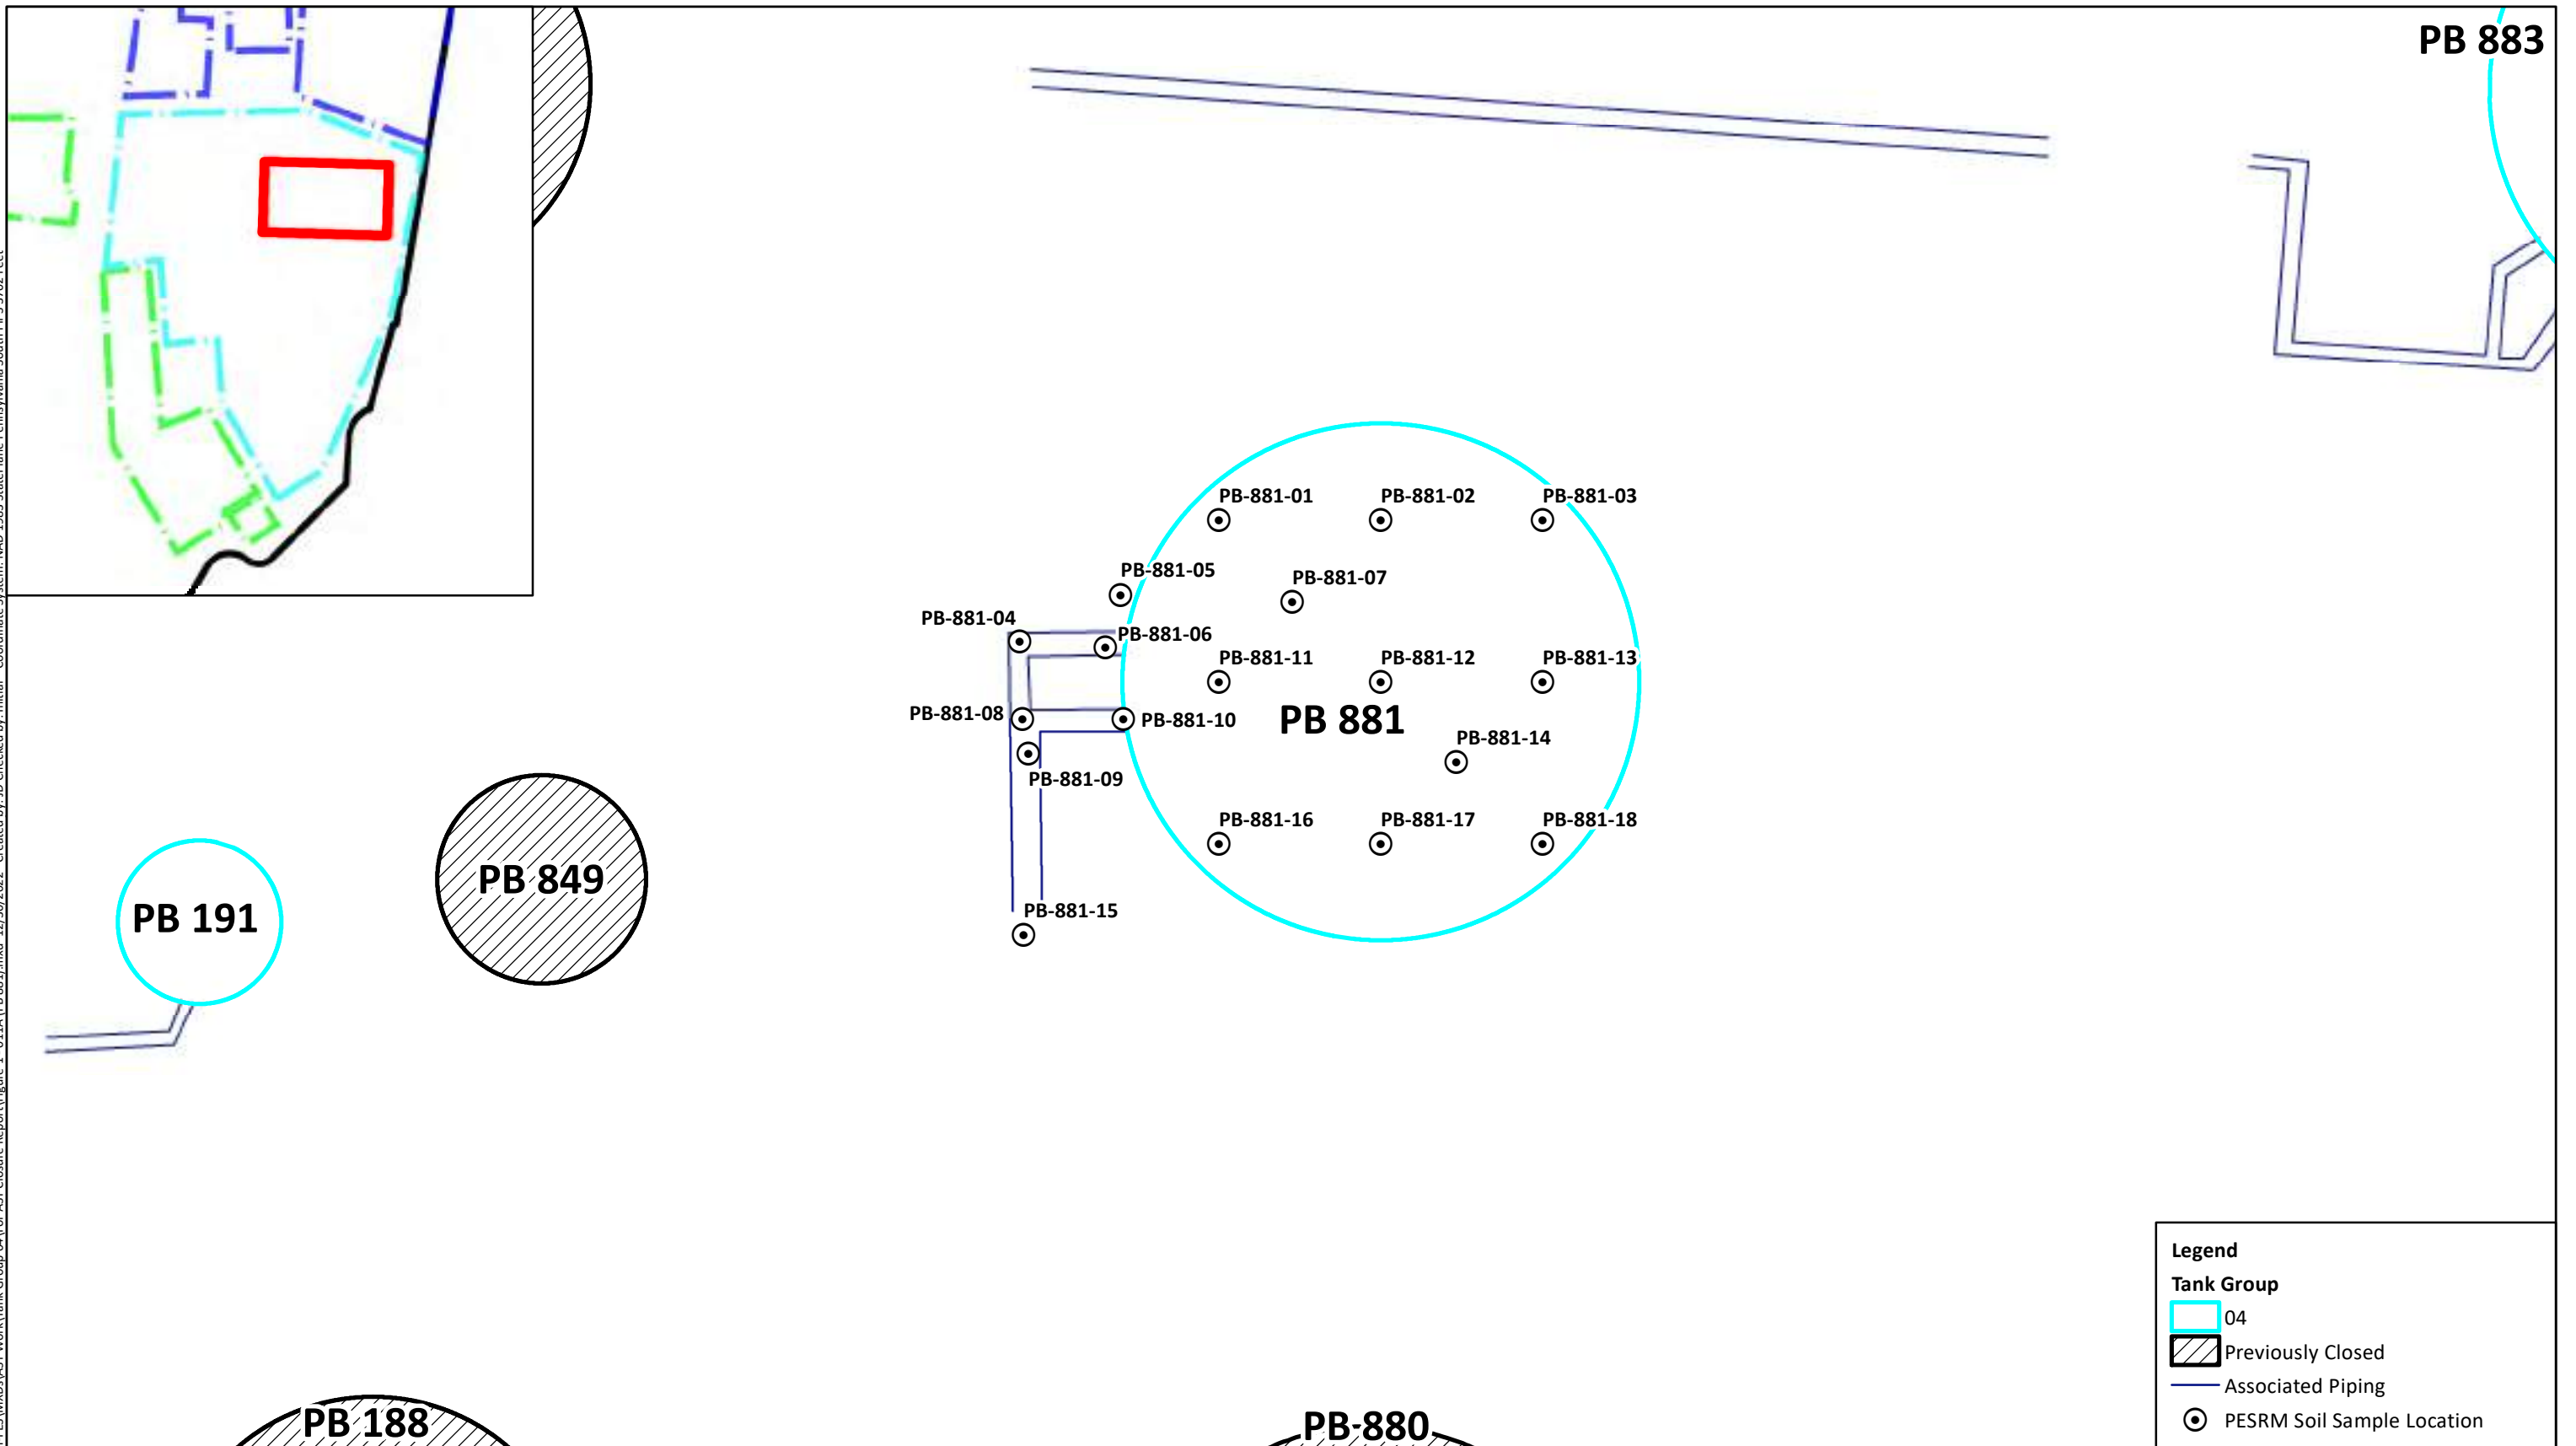 PB 883
PB-881-01
PB-881-02
PB-881-03
PB-881-05
PB-881-07
PB-881-04
PB-881-06
PB-881-11
PB-881-12
PB-881-13
PB-881-08
PB-881-10
PB 881
PB-881-14
PB-881-09
PB-881-16
PB-881-17
PB-881-18
PB 849
PB 191
PB-881-15
Legend
Tank Group
04
Previously Closed
Associated Piping
PESRM Soil Sample Location
PB 188
PB 880